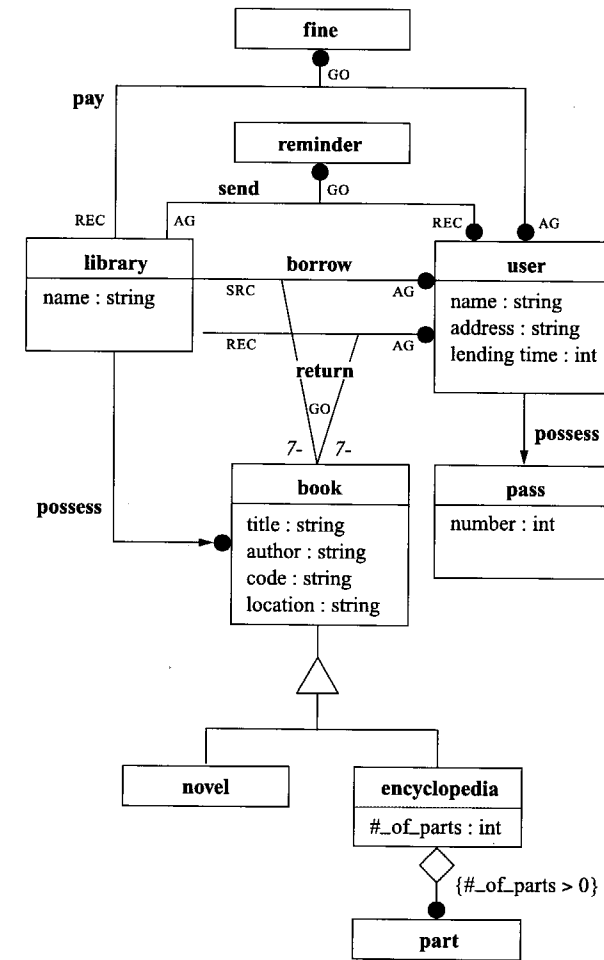 fine
GO
pay
reminder
send
GO
REC
AG
REC
AG
library
name : string
borrow
SRC
AG
user
name : string
address : string
lending time : int
REC
AG
return
GO
7-
7-
possess
possess
book
title : string
author : string
code : string
location : string
pass
number : int
novel
encyclopedia
#_of_parts : int
{#_of_parts > 0}
part